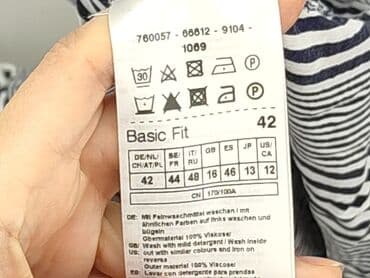 760057 - 66612 - 9104 -
1069
30
P
P
Basic Fit 42
DE/NL/ BE/ IT/ GB ES JP US/
CH/AT/PL FR RU CA
42 44 48 16 46 13 12
CN 170/100A
DE: Mit Feinwaschmittel waschen / mit
ähnlichen Farben auf links waschen und
bügeln
Obermaterial 100% Viskose/
GB: Wash with mild detergent / Wash inside
US: out with similar colours and iron on
reverse
Outer material 100% Viscose/
ES: Lavar con detergente para prendas